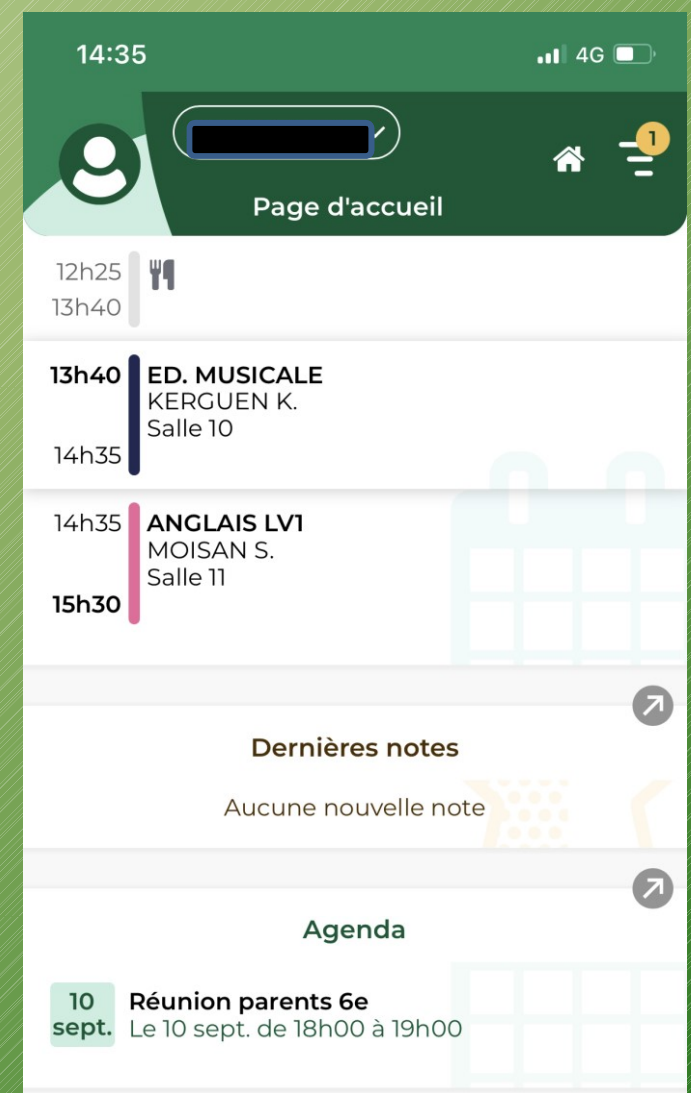 14:35
4G
1
Page d'accueil
12h25
13h40
13h40 ED. MUSICALE
KERGUEN K.
Salle 10
14h35
14h35 ANGLAIS LV1
MOISAN S.
Salle 11
15h30
Dernières notes
Aucune nouvelle note
Agenda
10 Réunion parents 6e
sept. Le 10 sept. de 18h00 à 19h00